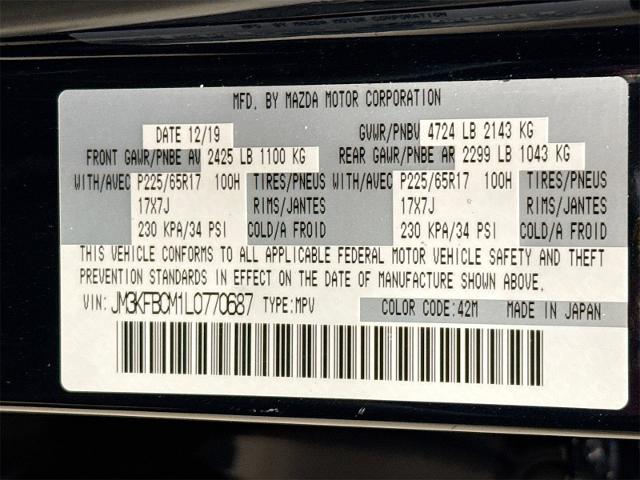 MFD. BY MAZDA MOTOR CORPORATION
DATE 12/19 GVWR/PNBV 4724 LB 2143 KG
FRONT GAWR/PNBE AV 2425 LB 1100 KG REAR GAWR/PNBE AR 2299 LB 1043 KG
WITH/AVEC P225/65R17 100H TIRES/PNEUS WITH/AVEC P225/65R17 100H TIRES/PNEUS
17X7J RIMS/JANTES 17X7J RIMS/JANTES
230 KPA/34 PSI COLD/A FROID 230 KPA/34 PSI COLD/A FROID
THIS VEHICLE CONFORMS TO ALL APPLICABLE FEDERAL MOTOR VEHICLE SAFETY AND THEFT
PREVENTION STANDARDS IN EFFECT ON THE DATE OF MANUFACTURE SHOWN ABOVE.
VIN: JM3KFBCM1L0770687 TYPE:MPV COLOR CODE:42M MADE IN JAPAN